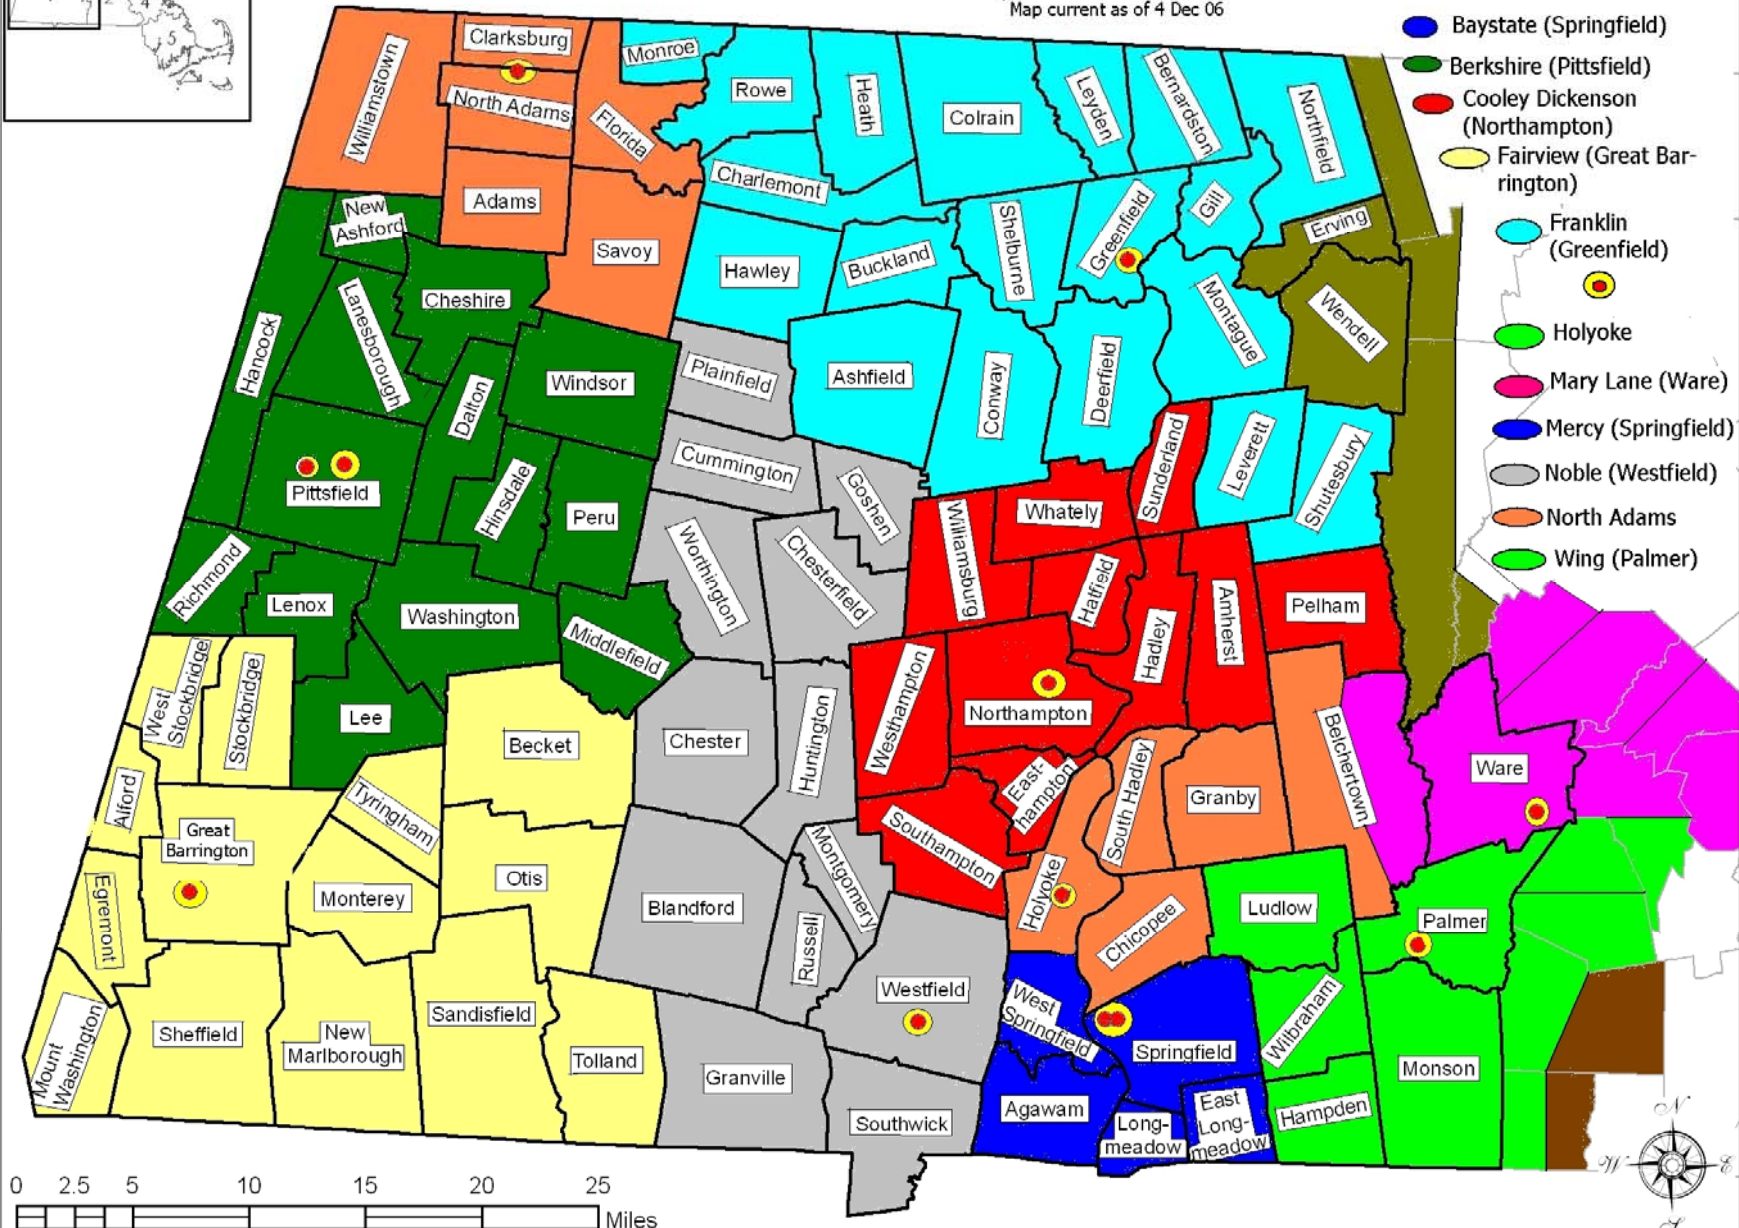 Map current as of 4 Dec 06
4
5
Baystate (Springfield)
Berkshire (Pittsfield)
Cooley Dickenson
(Northampton)
Fairview (Great Bar-
rington)
Franklin
(Greenfield)
Holyoke
Mary Lane (Ware)
Mercy (Springfield)
Noble (Westfield)
North Adams
Wing (Palmer)
Williamstown
Clarksburg
North Adams
Florida
Monroe
Rowe
Heath
Colrain
Leyden
Bernardston
Northfield
Adams
Savoy
Charlemont
New
Ashford
Hawley
Buckland
Shelburne
Greenfield
Gill
Erving
Hancock
Lanesborough
Cheshire
Windsor
Dalton
Plainfield
Ashfield
Conway
Deerfield
Montague
Wendell
Pittsfield
Hinsdale
Peru
Cummington
Goshen
Worthington
Chesterfield
Williamsburg
Whately
Sunderland
Leverett
Shutesbury
Richmond
Lenox
Washington
Middlefield
Hatfield
Hadley
Amherst
Pelham
West
Stockbridge
Stockbridge
Lee
Becket
Chester
Huntington
Westhampton
Northampton
East-
hampton
South Hadley
Granby
Belchertown
Ware
Alford
Great
Barrington
Tyringham
Monterey
Otis
Blandford
Montgomery
Russell
Southampton
Holyoke
Chicopee
Ludlow
Palmer
Egremont
Mount
Washington
Sheffield
New
Marlborough
Sandisfield
Tolland
Granville
Westfield
Southwick
West
Springfield
Springfield
Agawam
Long-
meadow
East
Long-
meadow
Wilbraham
Hampden
Monson
N
W
E
S
0 2.5 5 10 15 20 25
Miles